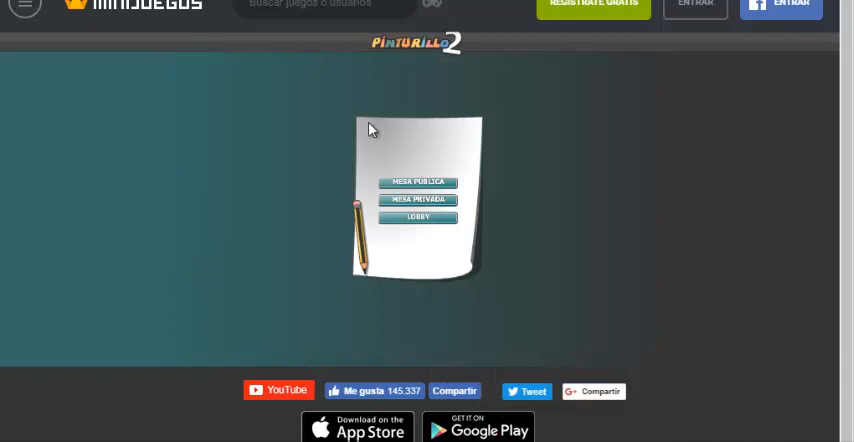 MINIJUEGOS
Buscar juegos o usuarios
REGÍSTRATE GRATIS
ENTRAR
ENTRAR
PINTURILLO 2
MESA PÚBLICA
MESA PRIVADA
LOBBY
YouTube
Me gusta 145.337
Compartir
Tweet
G+ Compartir
Download on the
App Store
GET IT ON
Google Play